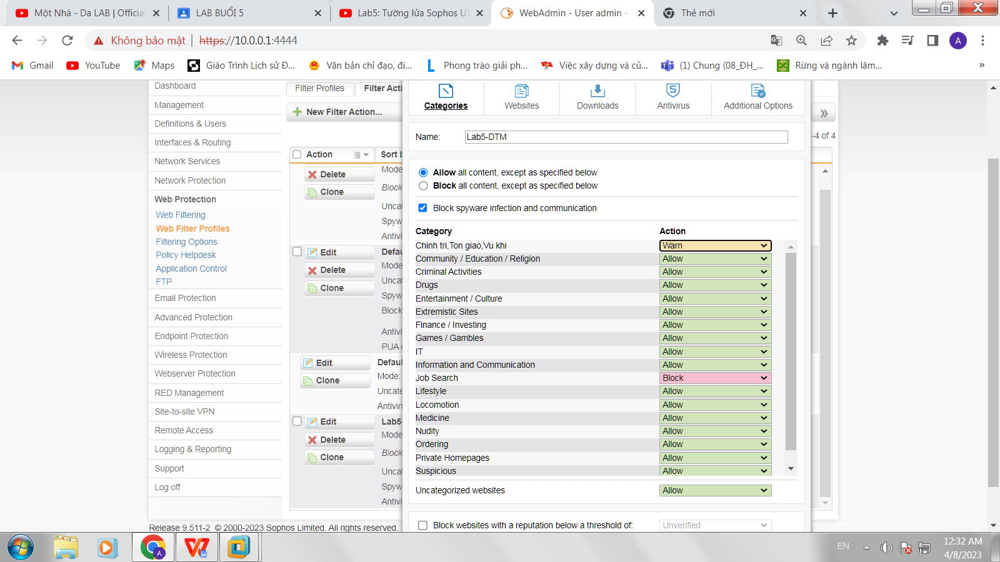 Một Nhà - Da LAB | Official
LAB BUỔI 5
Lab5: Tường lửa Sophos UT
WebAdmin - User admin -
Thẻ mới
Không bảo mật | https://10.0.0.1:4444
A
Gmail
YouTube
Maps
Giáo Trình Lịch sử Đ...
Văn bản chỉ đạo, đi...
Phong trào giải ph...
Việc xây dựng và củ...
(1) Chung (08_ĐH_...
Rừng và ngành lâm...
»
Dashboard
Management
Definitions & Users
Interfaces & Routing
Network Services
Network Protection
Web Protection
Web Filtering
Web Filter Profiles
Filtering Options
Policy Helpdesk
Application Control
FTP
Email Protection
Advanced Protection
Endpoint Protection
Wireless Protection
Webserver Protection
RED Management
Site-to-site VPN
Remote Access
Logging & Reporting
Support
Log off
Filter Profiles
Filter Acti
New Filter Action...
-4 of 4
Action
Sort b
Delete
Clone
Mode
Block
Uncat
Spyw
Antivi
Edit
Delete
Clone
Defau
Mode
Uncat
Spyw
Block
Antivi
PUA
Edit
Clone
Defaul
Mode:
Uncate
Antiviru
Edit
Delete
Clone
Lab5-
Mode
Block
Uncat
Spyw
Antivi
Categories
Websites
Downloads
Antivirus
Additional Options
Name: Lab5-DTM
Allow all content, except as specified below
Block all content, except as specified below
Block spyware infection and communication
Category Action
Chinh tri,Ton giao,Vu khi Warn
Community / Education / Religion Allow
Criminal Activities Allow
Drugs Allow
Entertainment / Culture Allow
Extremistic Sites Allow
Finance / Investing Allow
Games / Gambles Allow
IT Allow
Information and Communication Allow
Job Search Block
Lifestyle Allow
Locomotion Allow
Medicine Allow
Nudity Allow
Ordering Allow
Private Homepages Allow
Suspicious Allow
Uncategorized websites Allow
Block websites with a reputation below a threshold of: Unverified
Release 9.511-2 © 2000-2023 Sophos Limited. All rights reserved.
EN
12:32 AM
4/8/2023